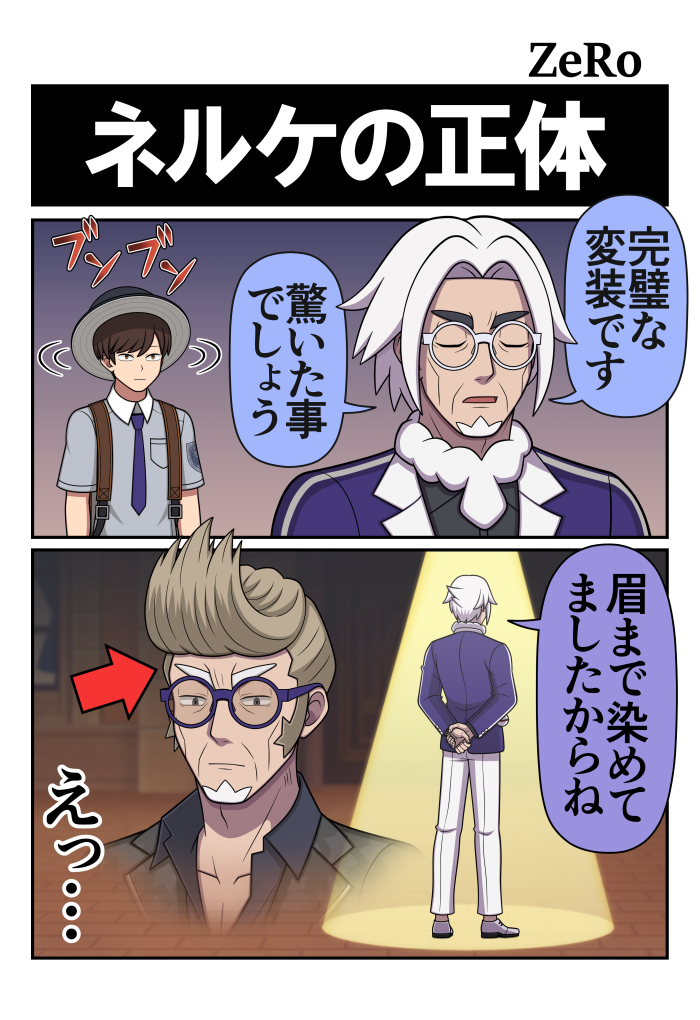 ZeRo
ネルケの正体
完璧な
変装です
驚いた事
でしょう
ブンブン
眉まで染めて
ましたからね
えっ…